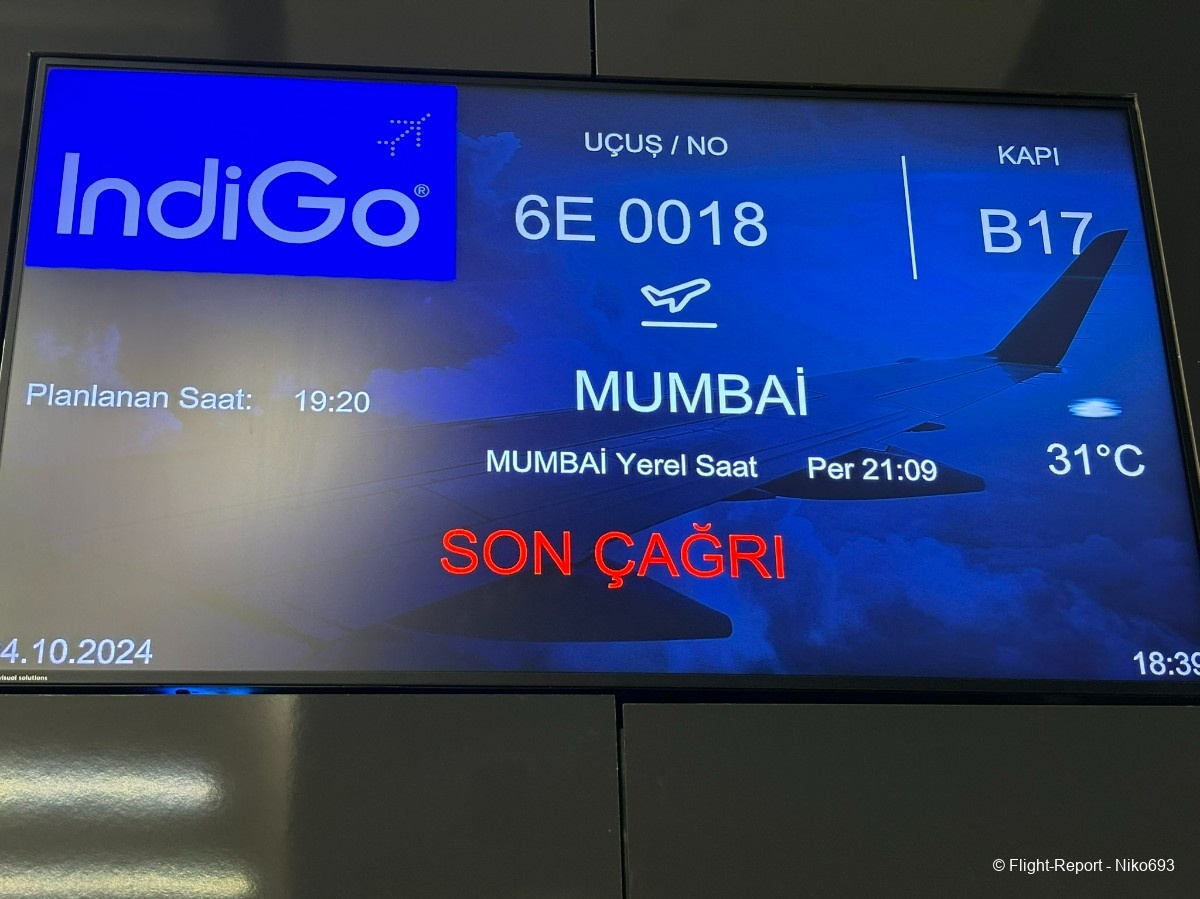 IndiGo®
UÇUŞ / NO
6E 0018
KAPI
B17
Planlanan Saat: 19:20
MUMBAİ
MUMBAİ Yerel Saat Per 21:09
31°C
SON ÇAĞRI
4.10.2024
18:39
visual solutions
© Flight-Report - Niko693